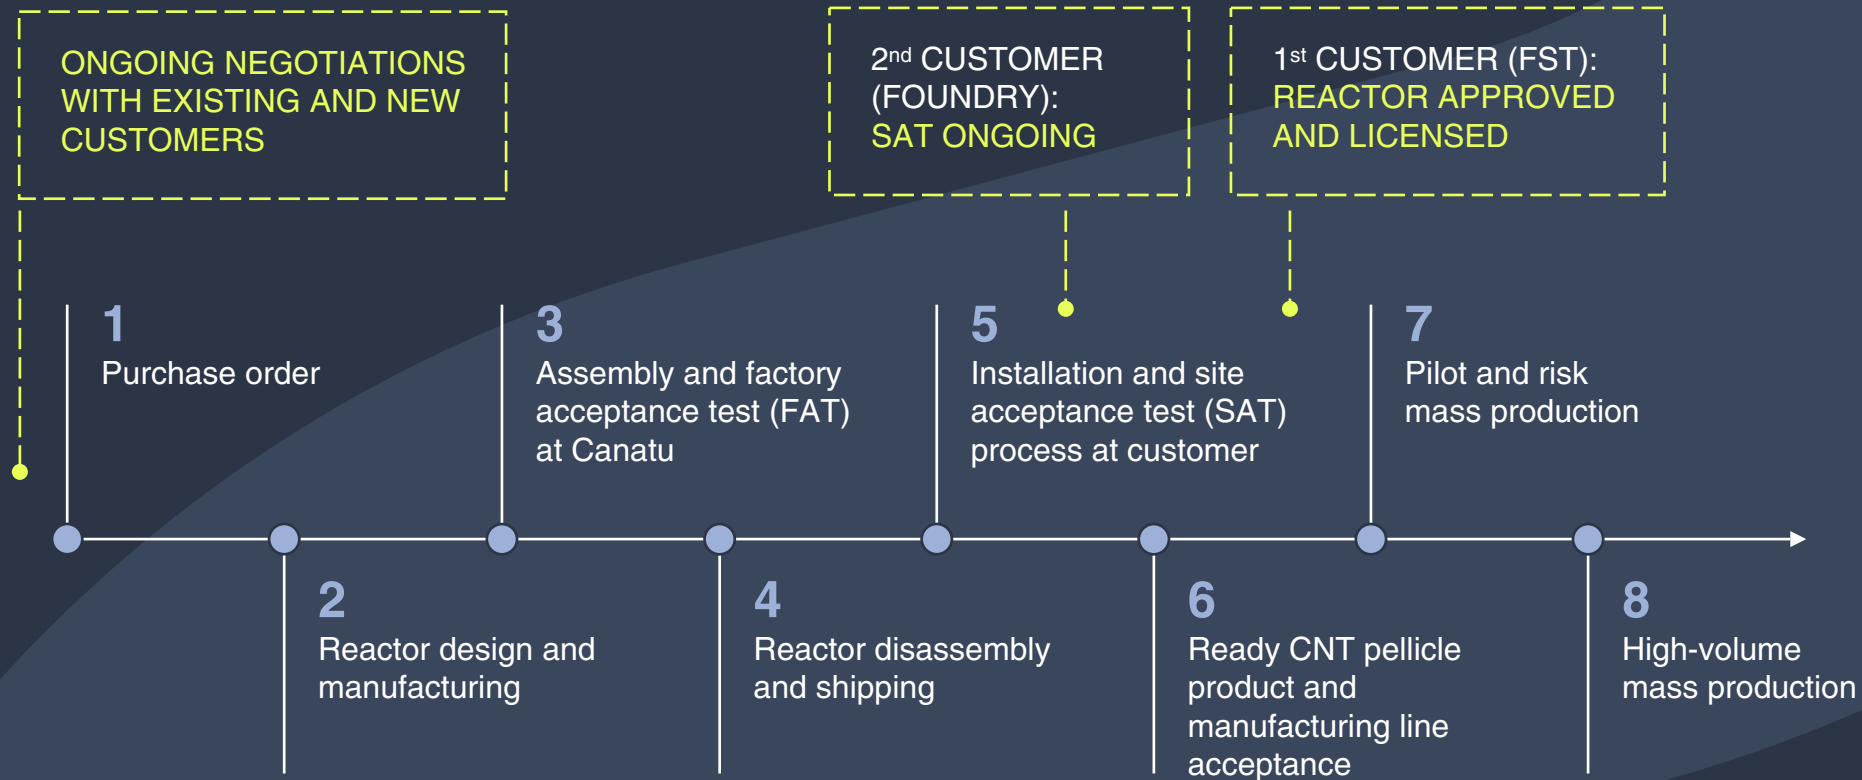 ONGOING NEGOTIATIONS
WITH EXISTING AND NEW
CUSTOMERS
2nd CUSTOMER
(FOUNDRY):
SAT ONGOING
1st CUSTOMER (FST):
REACTOR APPROVED
AND LICENSED
1
Purchase order
2
Reactor design and
manufacturing
3
Assembly and factory
acceptance test (FAT)
at Canatu
4
Reactor disassembly
and shipping
5
Installation and site
acceptance test (SAT)
process at customer
6
Ready CNT pellicle
product and
manufacturing line
acceptance
7
Pilot and risk
mass production
8
High-volume
mass production